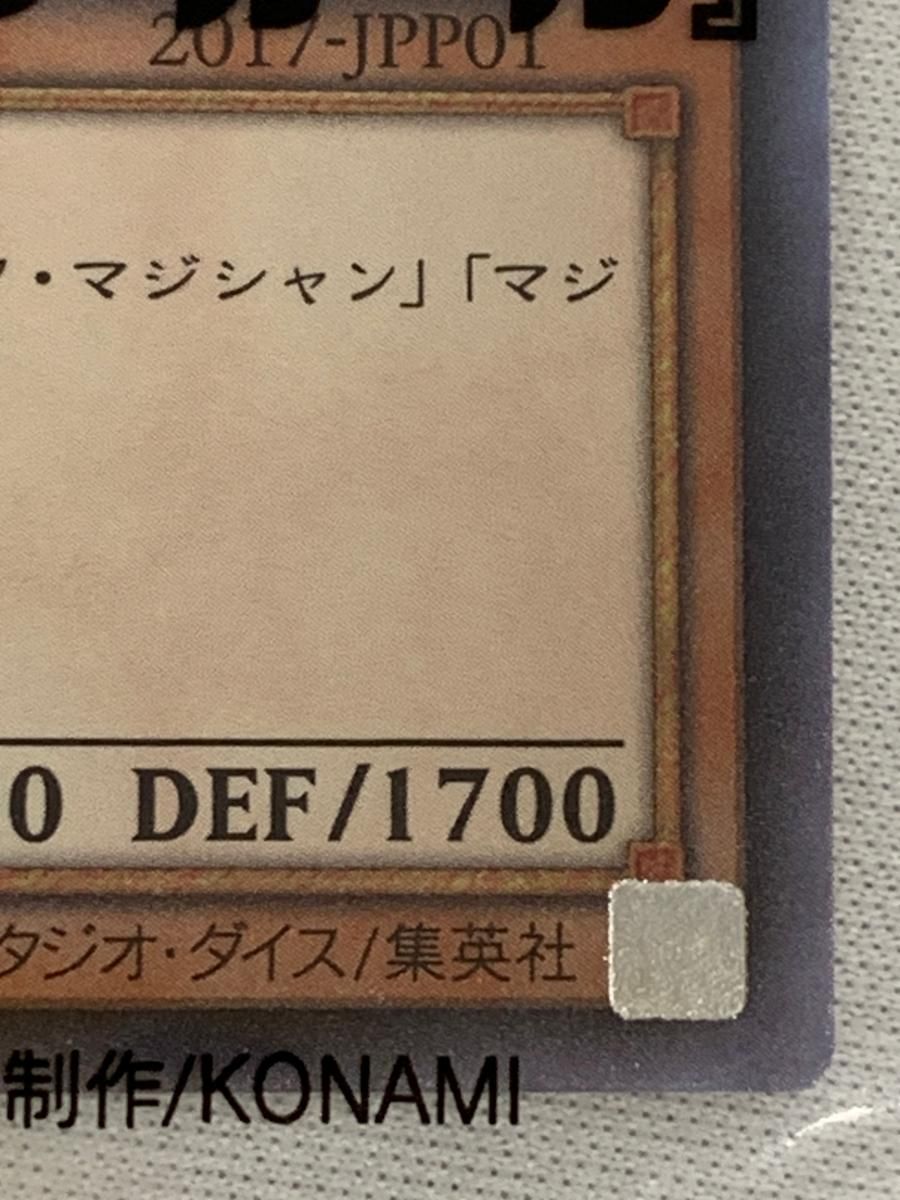 2017-JPP01
・マジシャン」「マジ
0 DEF/1700
タジオ・ダイス/集英社
制作/KONAMI